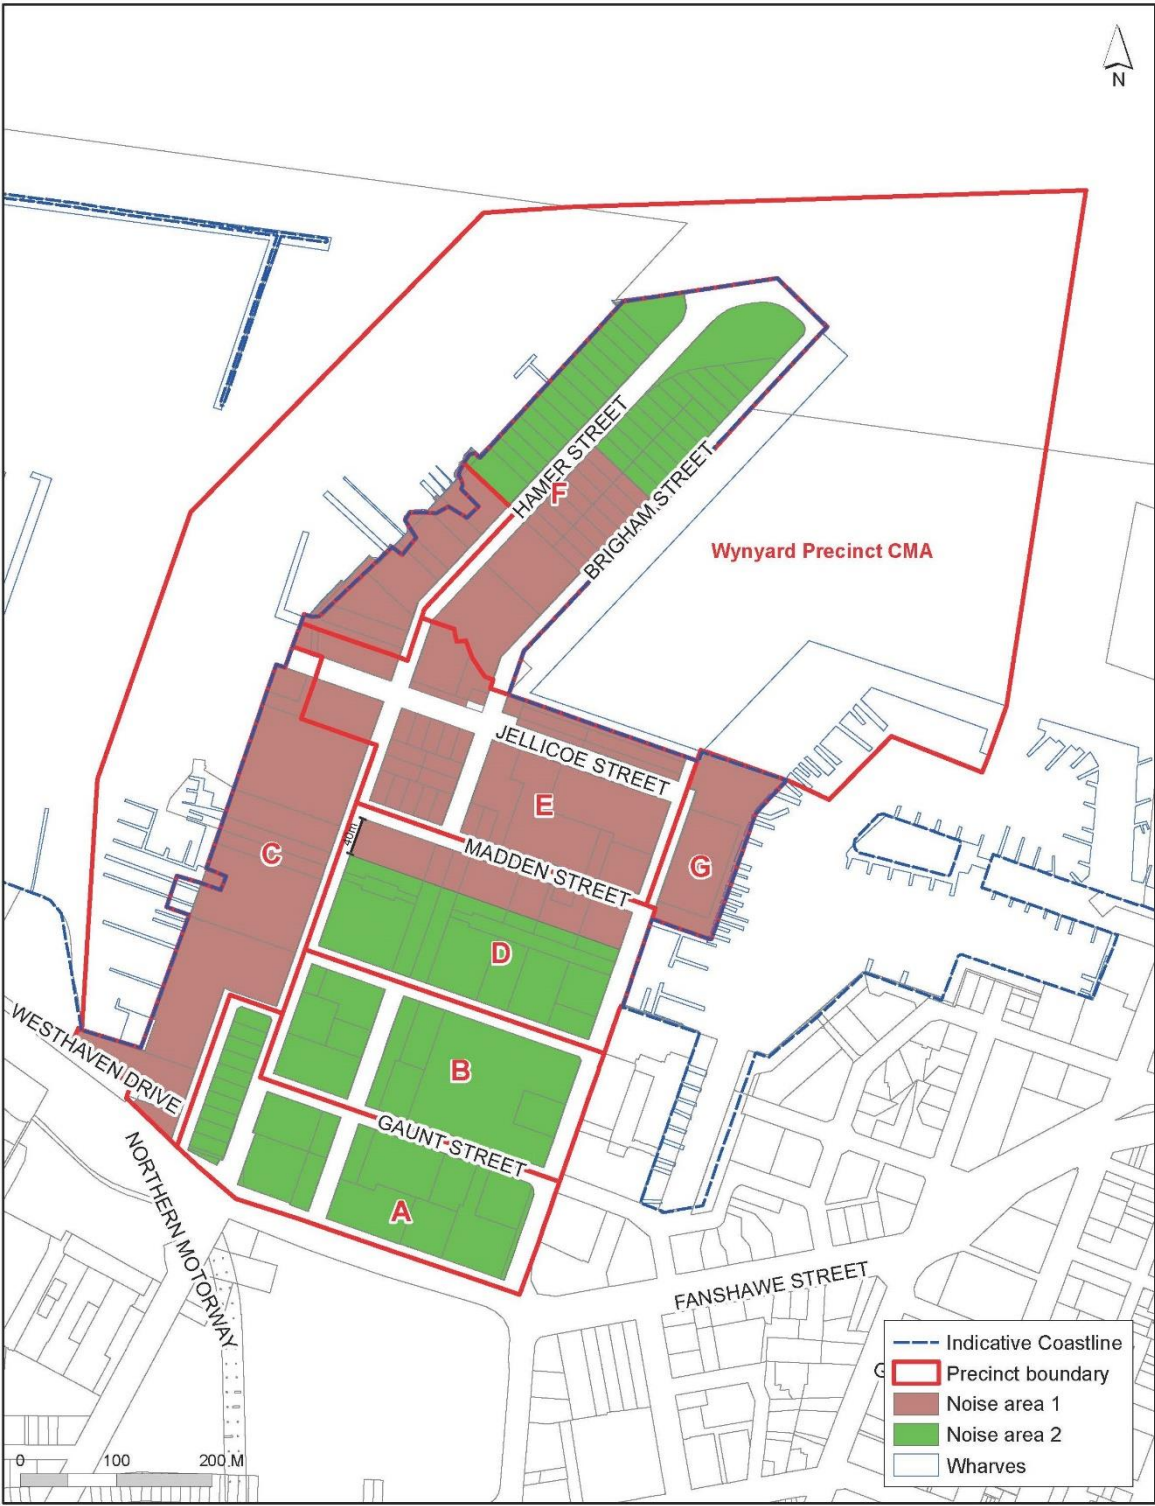 N
HAMER STREET
F
BRIGHAM STREET
Wynyard Precinct CMA
JELLICOE STREET
E
40m
MADDEN STREET
C
G
D
WESTHAVEN DRIVE
B
GAUNT STREET
NORTHERN MOTORWAY
A
FANSHAWE STREET
G
Indicative Coastline
Precinct boundary
Noise area 1
Noise area 2
Wharves
0 100 200 M